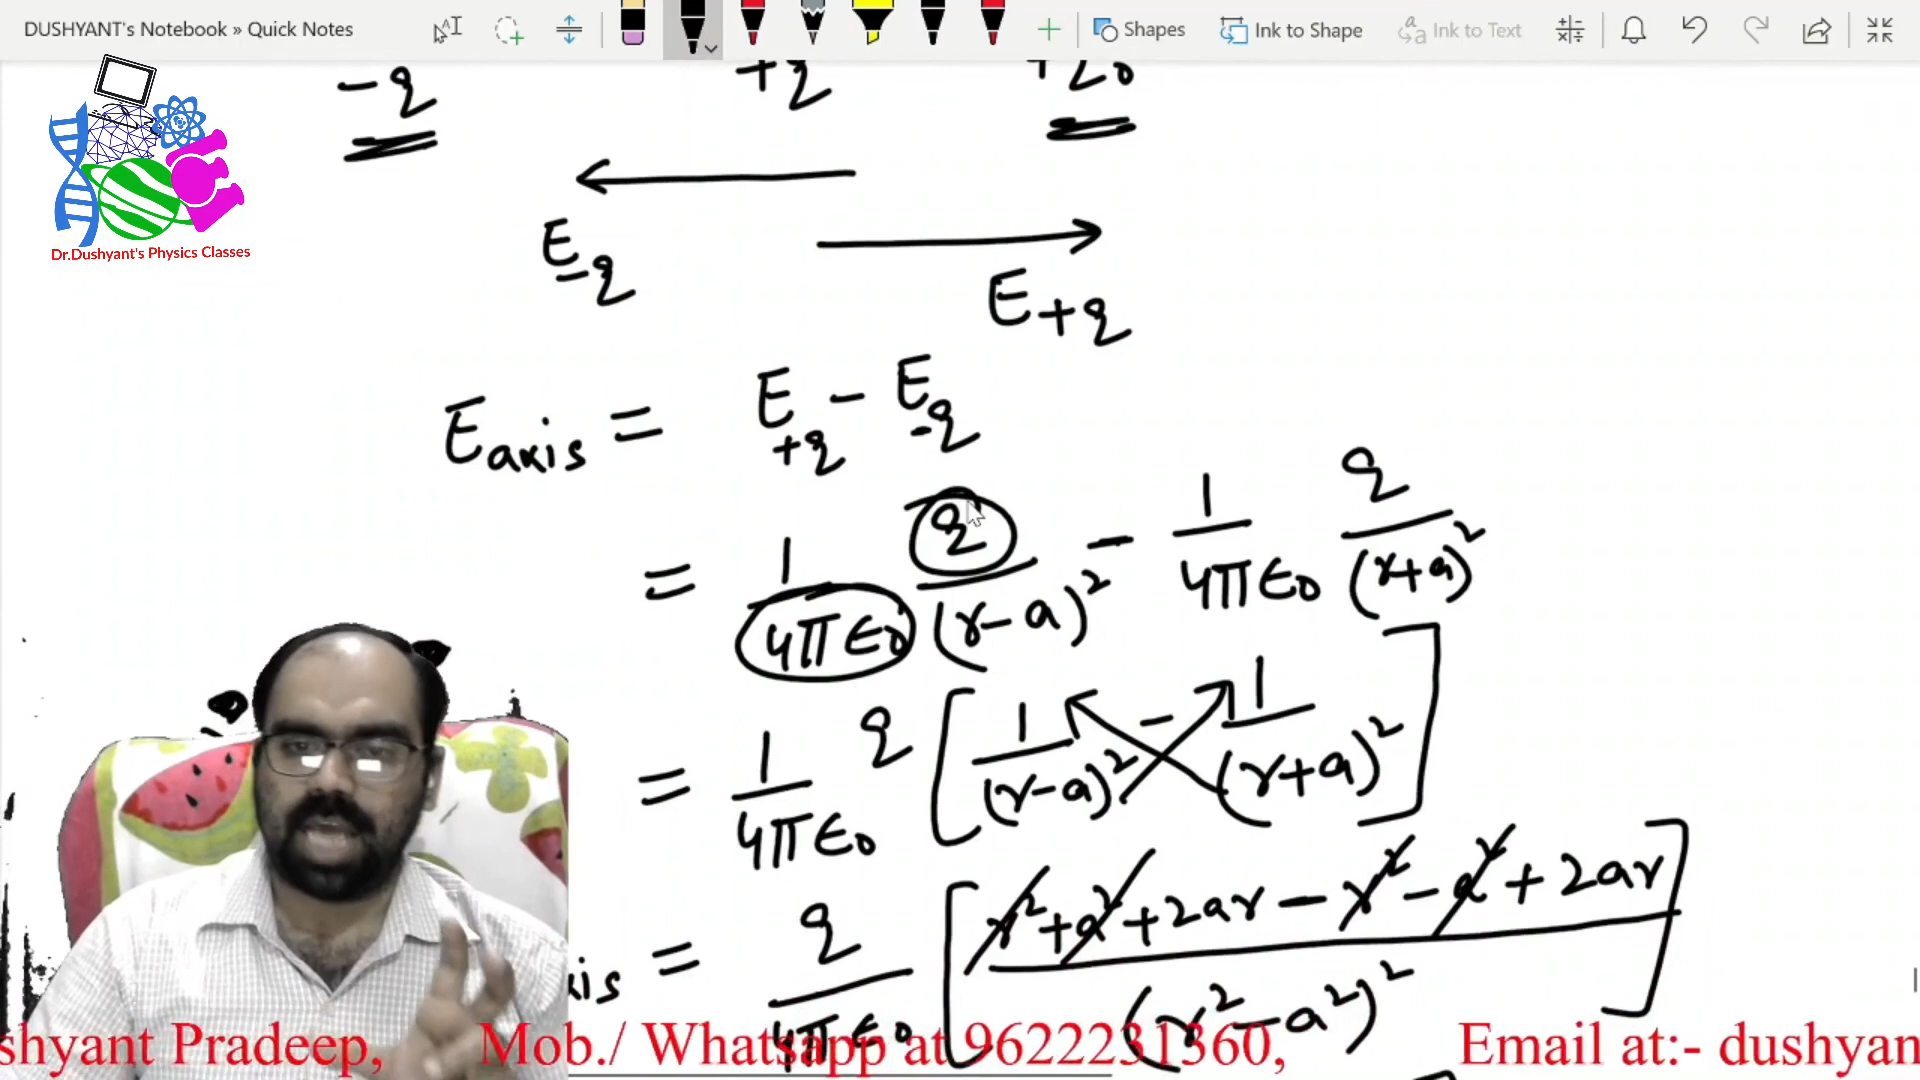 DUSHYANT's Notebook » Quick Notes
Shapes
Ink to Shape
Ink to Text
-q +q +q₀
Dr.Dushyant's Physics Classes
E-q
E+q
Eaxis = E+q - E-q
= 1/4πϵ₀ q/(r-a)² - 1/4πϵ₀ q/(r+a)²
= 1/4πϵ₀ q [1/(r-a)² - 1/(r+a)²]
xis = q/4πϵ₀ [r²+a²+2ar-r²-a²+2ar/(r²-a²)²]
shyant Pradeep, Mob./ Whatsapp at 9622231360, Email at:- dushyan